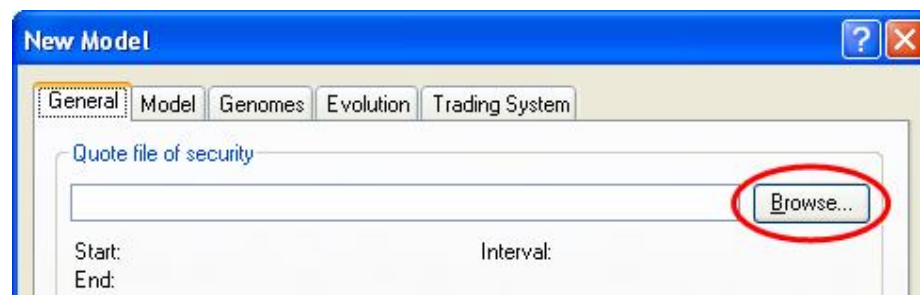 New Model
General Model Genomes Evolution Trading System
Quote file of security
Browse...
Start: Interval:
End: